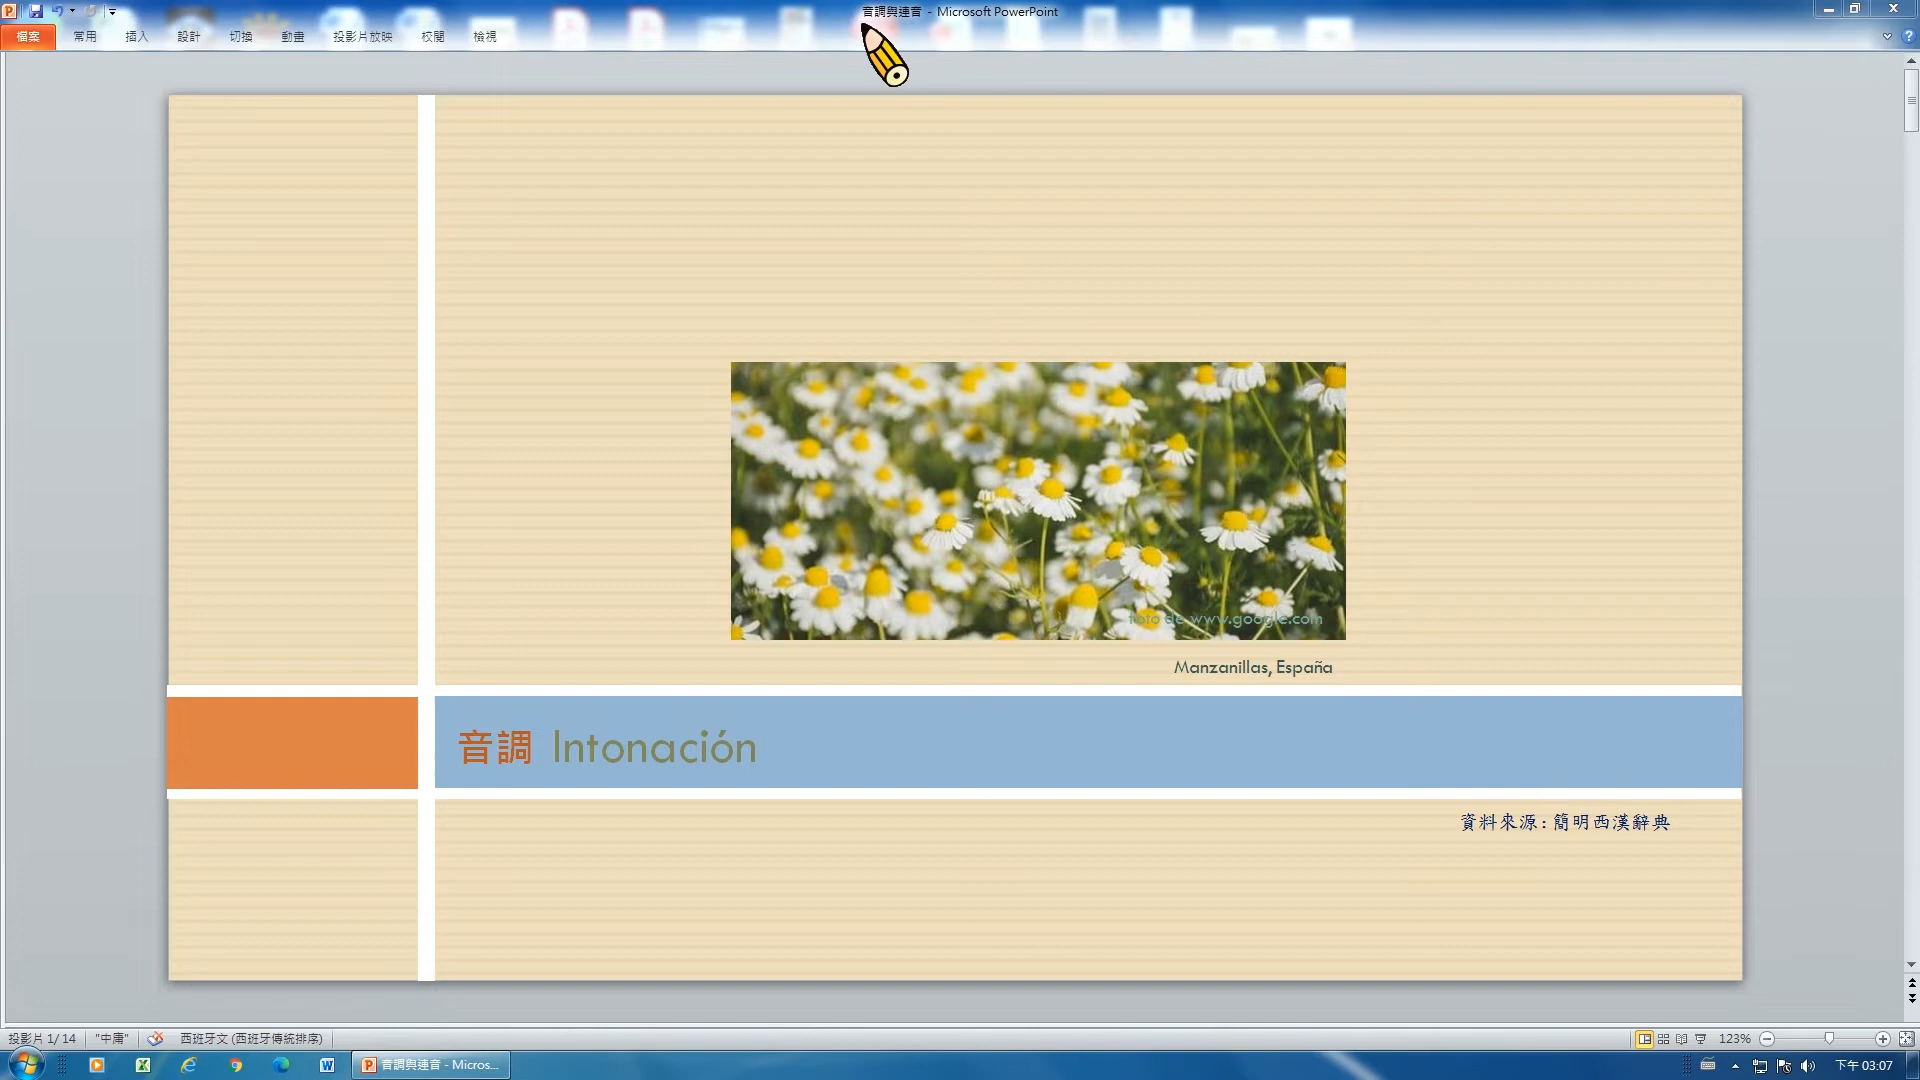 音調與連音 - Microsoft PowerPoint
檔案 常用 插入 設計 切換 動畫 投影片放映 校閱 檢視
foto de www.google.com
Manzanillas, España
音調 Intonación
資料來源:簡明西漢辭典
投影片 1/14 "中庸" 西班牙文 (西班牙傳統排序) 123%
音調與連音 - Micros... 下午 03:07